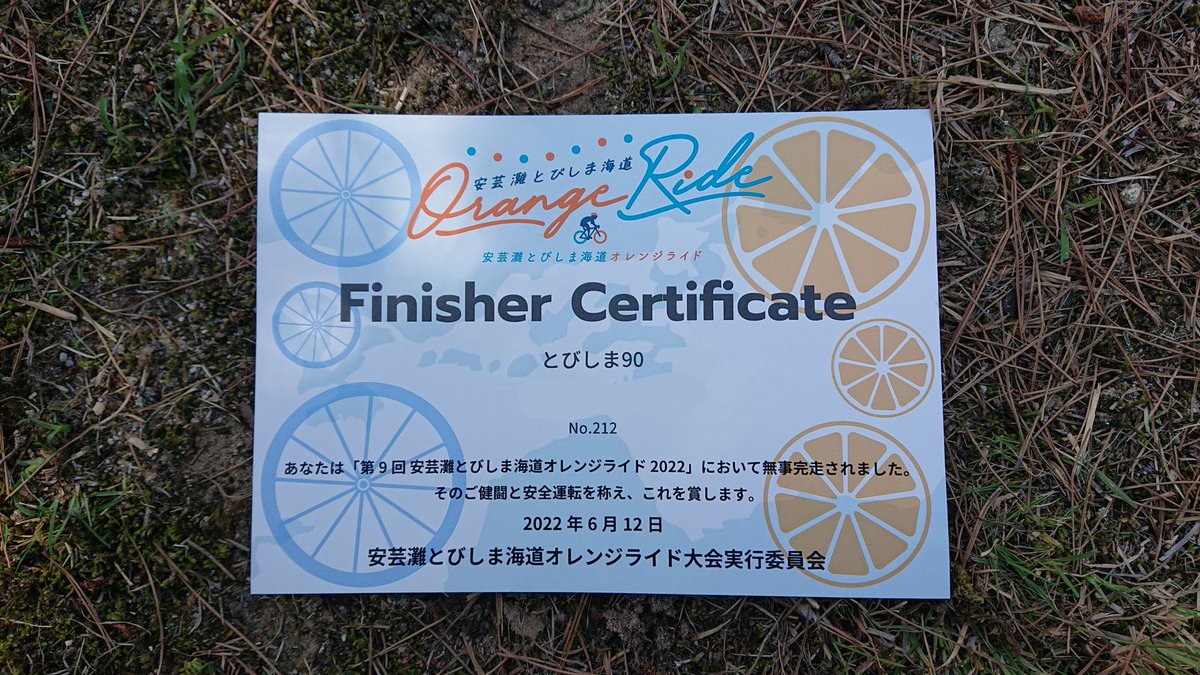 安芸灘とびしま海道
Orange Ride
安芸灘とびしま海道オレンジライド
Finisher Certificate
とびしま90
No.212
あなたは「第9回 安芸灘とびしま海道オレンジライド 2022」において無事完走されました。
そのご健闘と安全運転を称え、これを賞します。
2022 年 6 月 12 日
安芸灘とびしま海道オレンジライド大会実行委員会